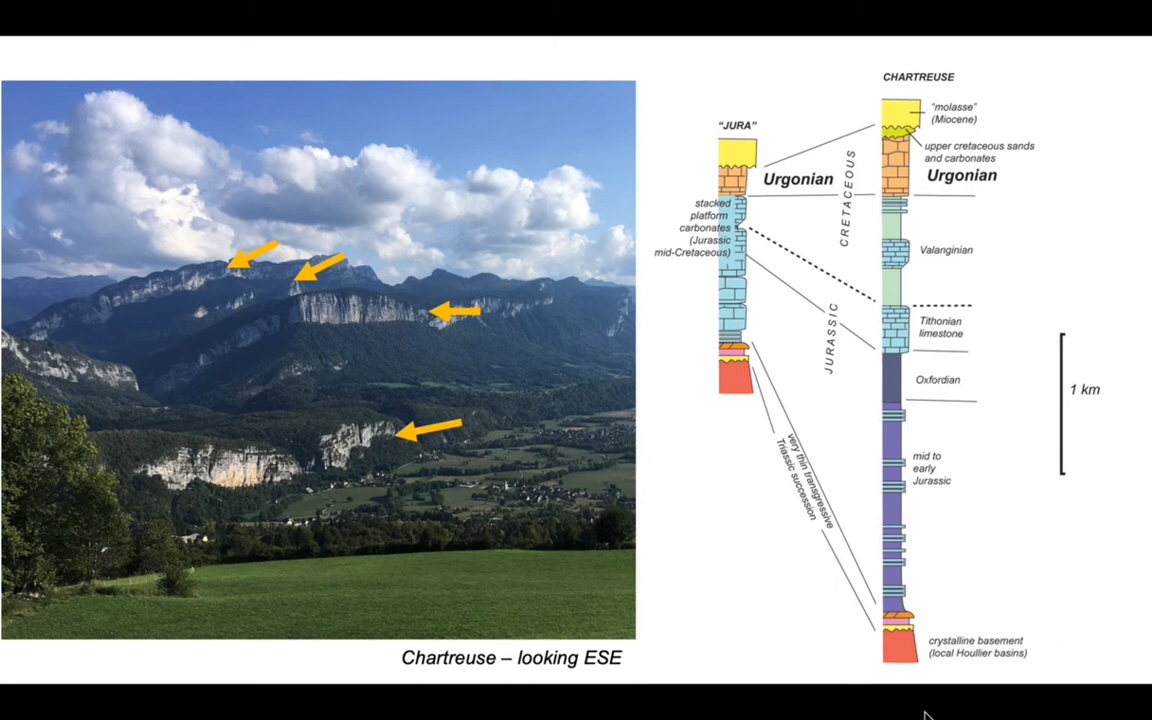 CHARTREUSE
"molasse"
(Miocene)
"JURA"
upper cretaceous sands
and carbonates
Urgonian
Urgonian
CRETACEOUS
stacked
platform
carbonates
(Jurassic
mid-Cretaceous)
Valanginian
JURASSIC
Tithonian
limestone
Oxfordian
1 km
very thin transgressive
Triassic succession
mid to
early
Jurassic
crystalline basement
(local Houllier basins)
Chartreuse – looking ESE